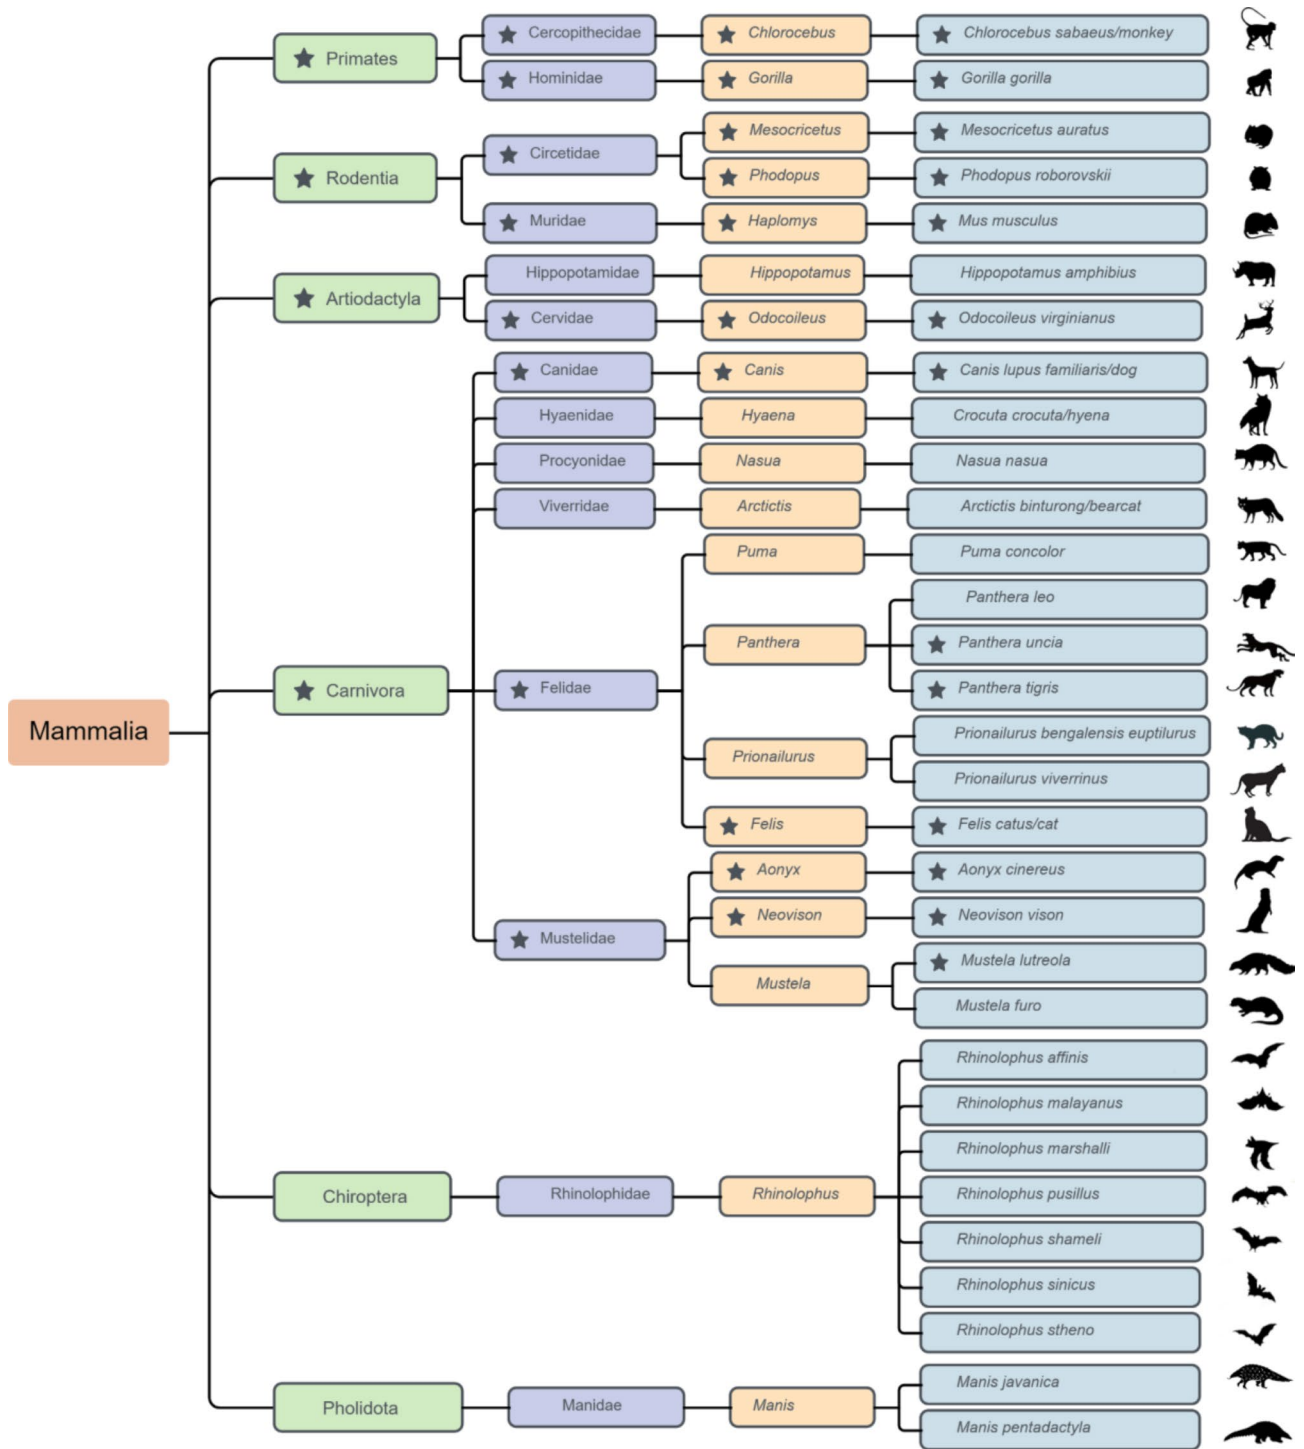 Cercopithecidae
Chlorocebus
Chlorocebus sabaeus/monkey
Primates
Hominidae
Gorilla
Gorilla gorilla
Mesocricetus
Mesocricetus auratus
Circetidae
Rodentia
Phodopus
Phodopus roborovskii
Muridae
Haplomys
Mus musculus
Hippopotamidae
Hippopotamus
Hippopotamus amphibius
Artiodactyla
Cervidae
Odocoileus
Odocoileus virginianus
Canidae
Canis
Canis lupus familiaris/dog
Hyaenidae
Hyaena
Crocuta crocuta/hyena
Procyonidae
Nasua
Nasua nasua
Viverridae
Arctictis
Arctictis binturong/bearcat
Puma
Puma concolor
Panthera leo
Panthera
Panthera uncia
Carnivora
Felidae
Panthera tigris
Mammalia
Prionailurus bengalensis euptilurus
Prionailurus
Prionailurus viverrinus
Felis
Felis catus/cat
Aonyx
Aonyx cinereus
Neovison
Neovison vison
Mustelidae
Mustela lutreola
Mustela
Mustela furo
Rhinolophus affinis
Rhinolophus malayanus
Rhinolophus marshalli
Chiroptera
Rhinolophidae
Rhinolophus
Rhinolophus pusillus
Rhinolophus shameli
Rhinolophus sinicus
Rhinolophus stheno
Manis javanica
Pholidota
Manidae
Manis
Manis pentadactyla